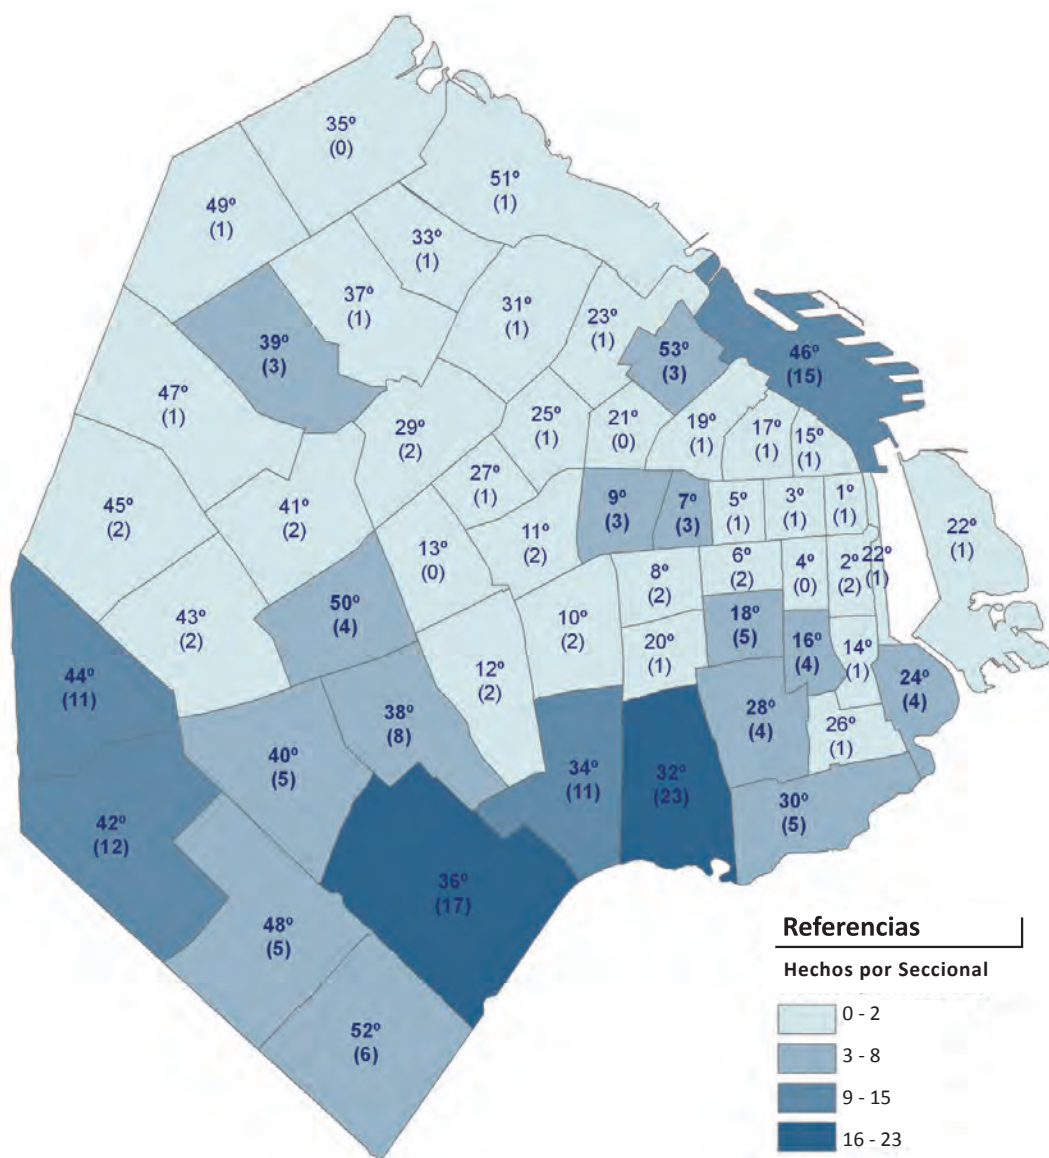 35º
(0)
51º
(1)
49º
(1)
33º
(1)
37º
(1)
31º
(1)
23º
(1)
39º
(3)
53º
(3)
46º
(15)
47º
(1)
29º
(2)
25º
(1)
21º
(0)
19º
(1)
17º
(1)
15º
(1)
27º
(1)
45º
(2)
41º
(2)
9º
(3)
7º
(3)
5º
(1)
3º
(1)
1º
(1)
11º
(2)
22º
(1)
13º
(0)
8º
(2)
6º
(2)
4º
(0)
2º
(2)
22º
(1)
43º
(2)
50º
(4)
10º
(2)
18º
(5)
20º
(1)
16º
(4)
14º
(1)
44º
(11)
12º
(2)
24º
(4)
38º
(8)
28º
(4)
26º
(1)
40º
(5)
34º
(11)
32º
(23)
30º
(5)
42º
(12)
36º
(17)
48º
(5)
52º
(6)
Referencias
Hechos por Seccional
0 - 2
3 - 8
9 - 15
16 - 23